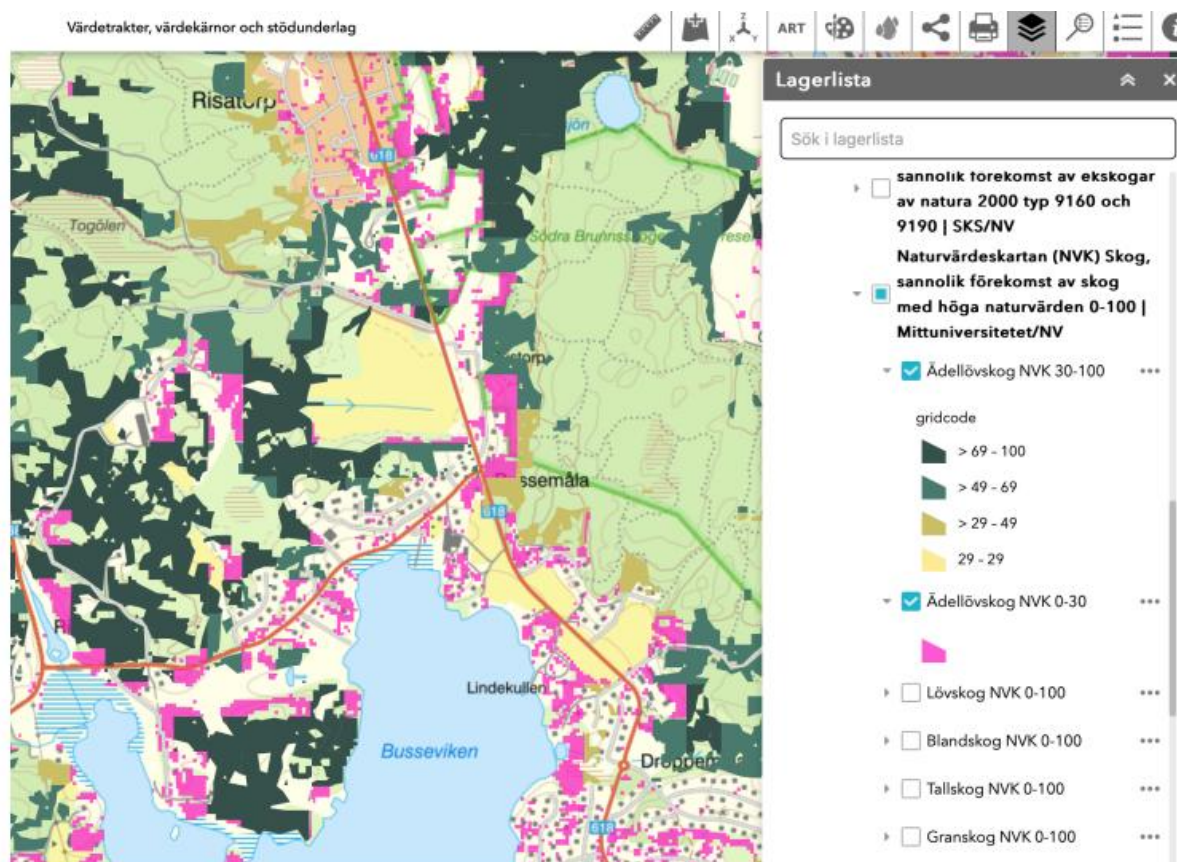 Värdetrakter, värdekärnor och stödunderlag
ART
Lagerlista
Sök i lagerlista
sannolik förekomst av ekskogar
av natura 2000 typ 9160 och
9190 | SKS/NV
Naturvärdeskartan (NVK) Skog,
sannolik förekomst av skog
med höga naturvärden 0-100 |
Mittuniversitetet/NV
Ädellövskog NVK 30-100
gridcode
> 69 - 100
> 49 - 69
> 29 - 49
29 - 29
Ädellövskog NVK 0-30
Lövskog NVK 0-100
Blandskog NVK 0-100
Tallskog NVK 0-100
Granskog NVK 0-100
Risatorp
618
Togölen
Södra
618
Lindekullen
Busseviken
618